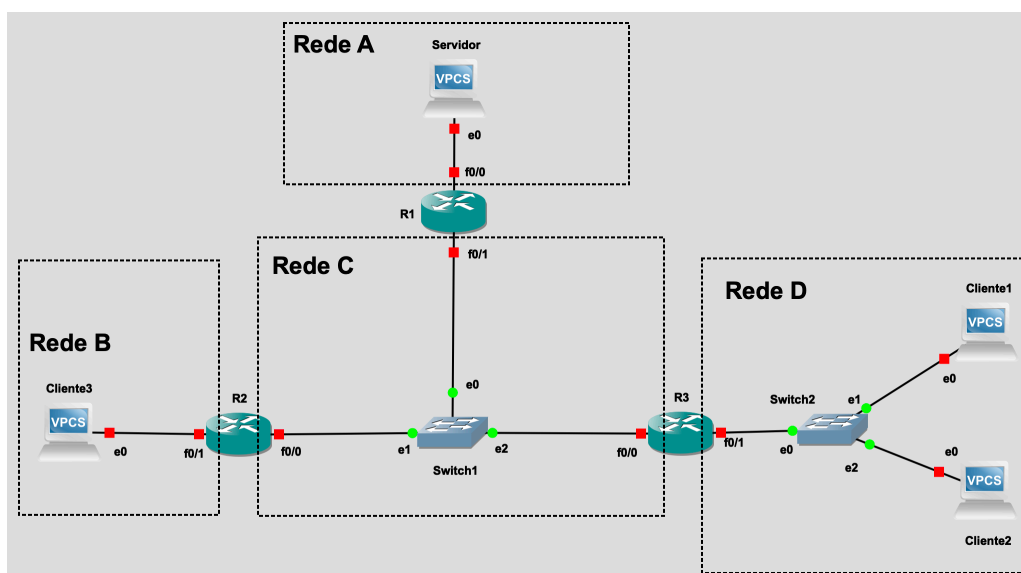 Rede A
Servidor
VPCS
e0
f0/0
R1
f0/1
Rede C
Rede B
Cliente3
VPCS
e0
f0/1
R2
f0/0
e0
e1
Switch1
e2
f0/0
R3
f0/1
Rede D
Cliente1
VPCS
e0
Switch2
e1
e0
e2
e0
VPCS
Cliente2